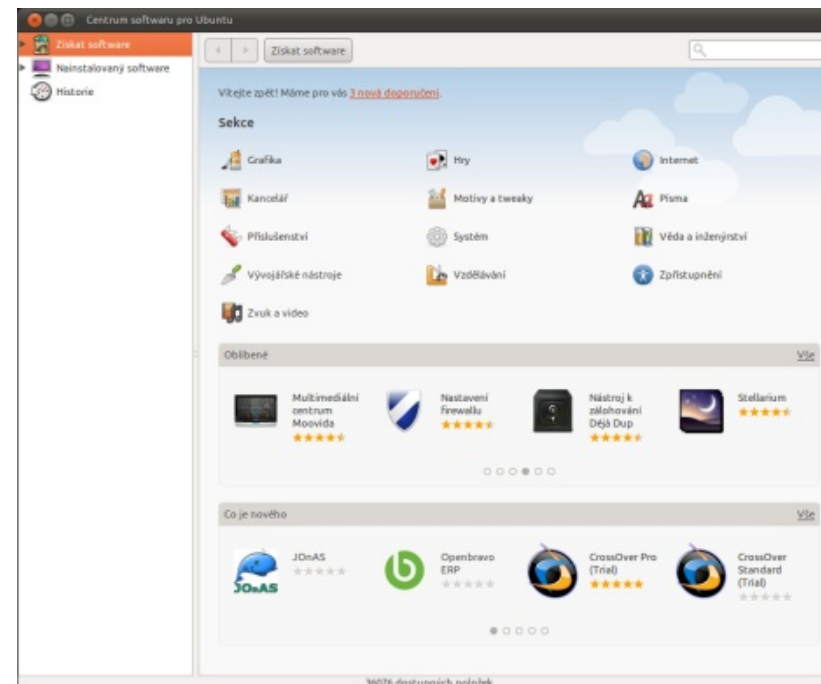 Centrum softwaru pro Ubuntu
Získat software
Nainstalovaný software
Historie
Získat software
Vítejte zpět! Máme pro vás 3 nová doporučení.
Sekce
Grafika
Hry
Internet
Kancelář
Motivy a tweaky
Písma
Příslušenství
Systém
Věda a inženýrství
Vývojářské nástroje
Vzdělávání
Zpřístupnění
Zvuk a video
Oblíbené
Vše
Multimediální
centrum
Moovida
Nastavení
firewallu
Nástroj k
zálohování
Déjà Dup
Stellarium
Co je nového
Vše
JOnAS
JOnAS
Openbravo
ERP
CrossOver Pro
(Trial)
CrossOver
Standard
(Trial)
36076 dostupných položek